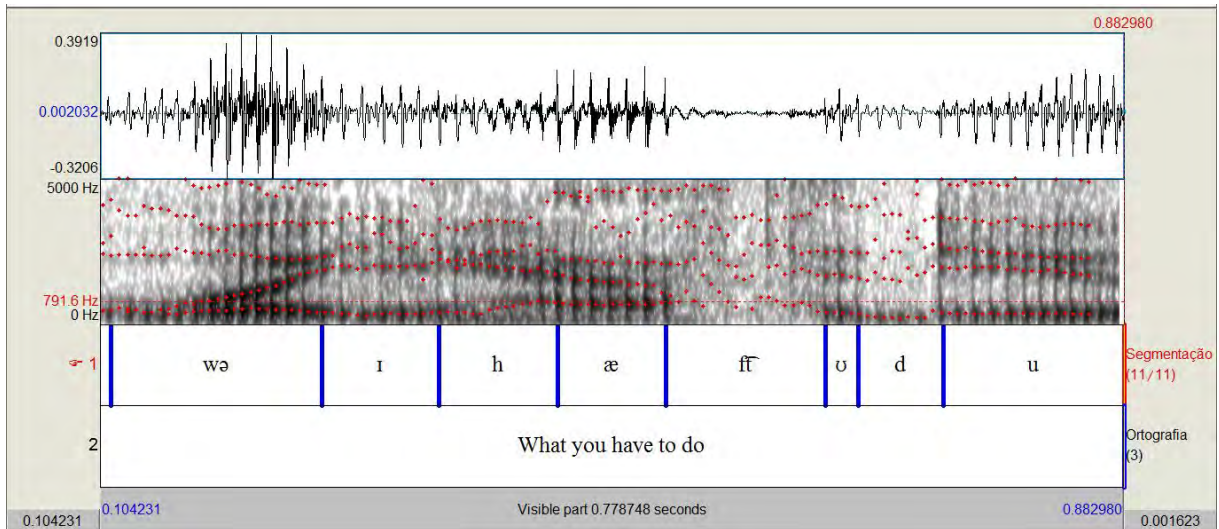 0.882980
0.3919
0.002032
-0.3206
5000 Hz
791.6 Hz
0 Hz
☞ 1 wə ɪ h æ ft͡ ʊ d u Segmentação
(11/11)
2 What you have to do Ortografia
(3)
0.104231 Visible part 0.778748 seconds 0.882980
0.104231 0.001623